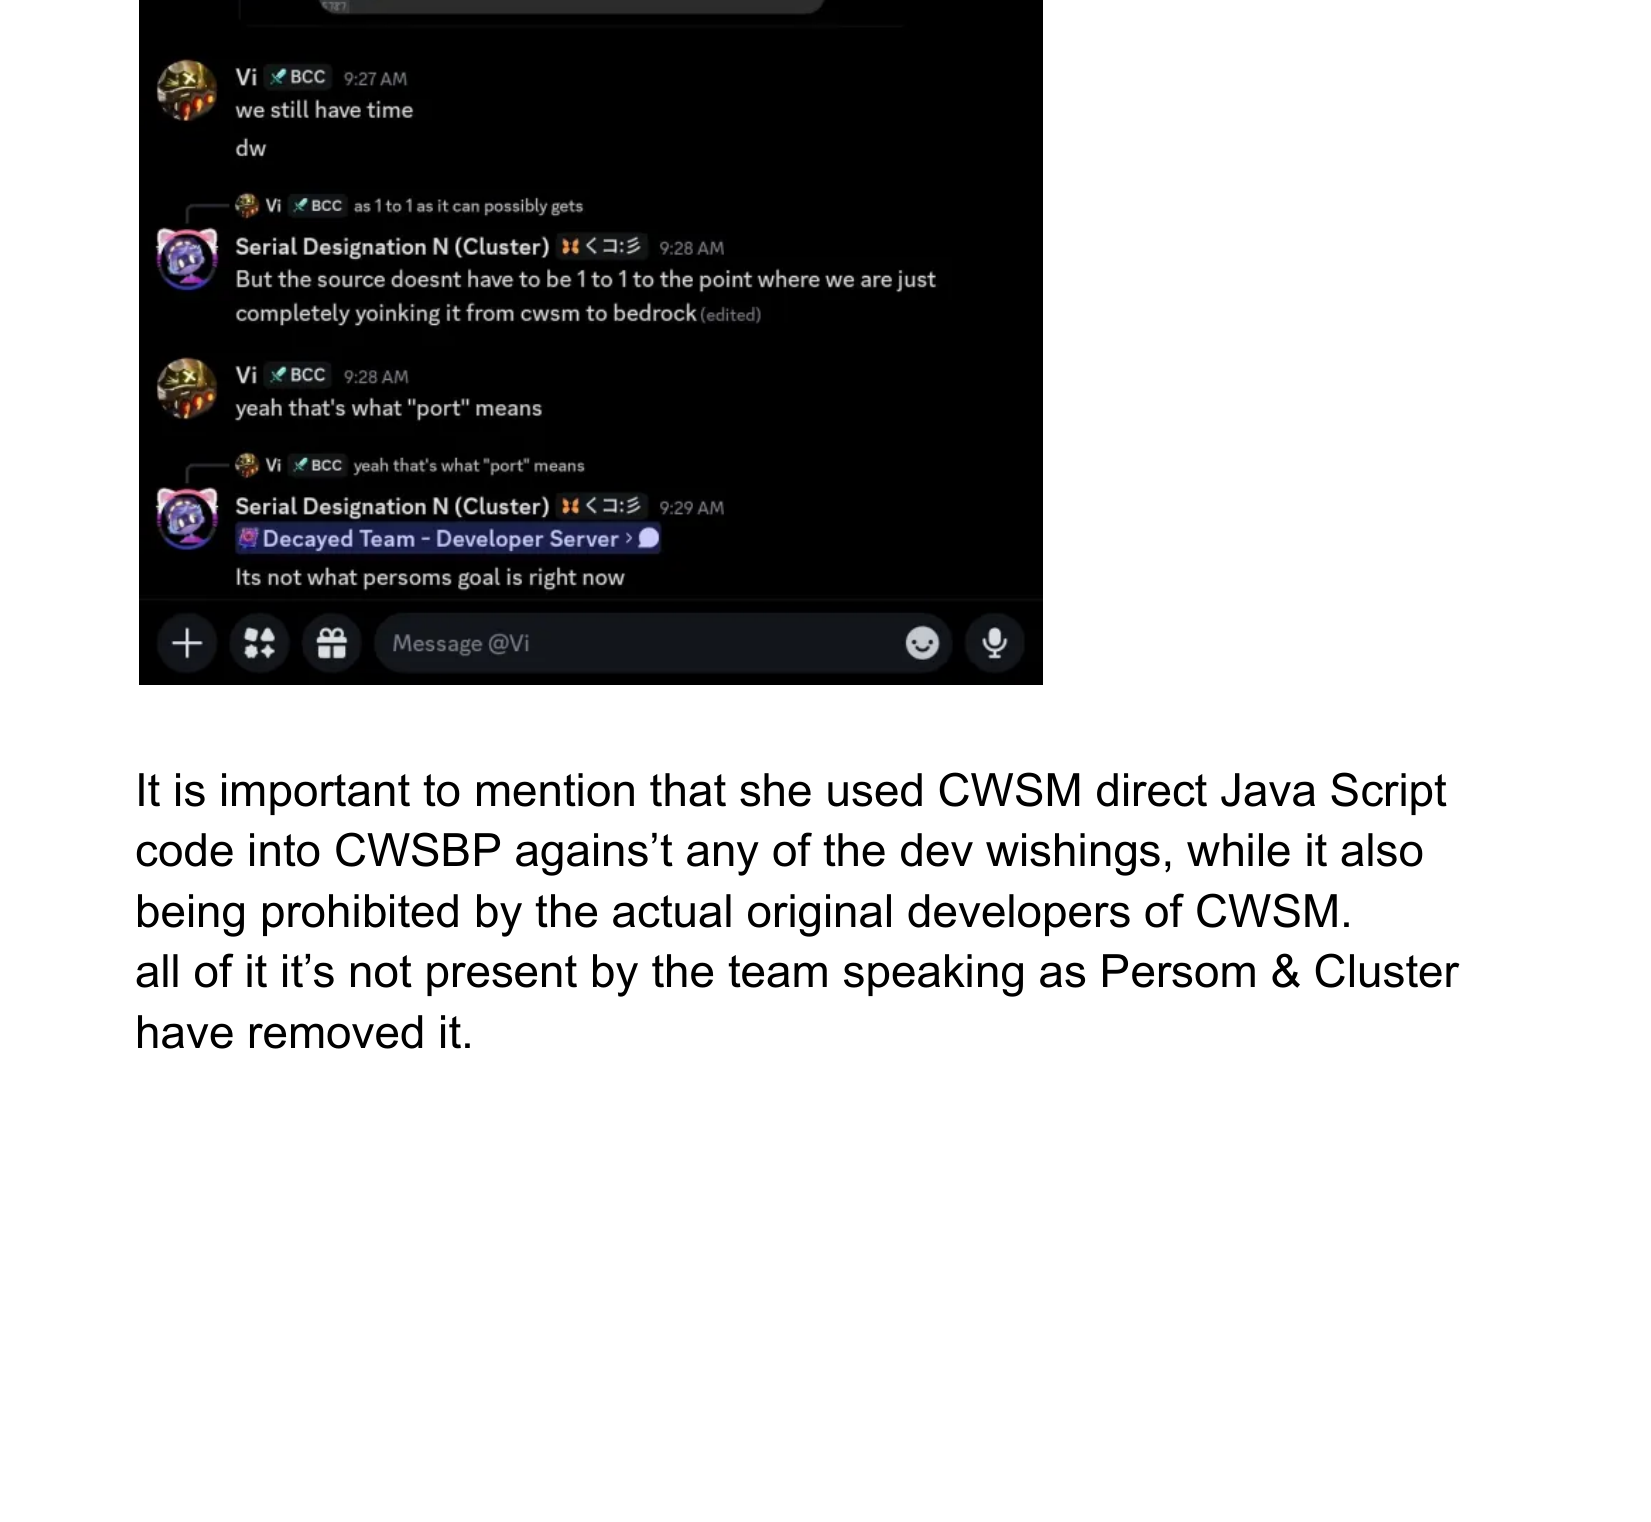 Vi BCC 9:27 AM
we still have time
dw
Vi BCC as 1 to 1 as it can possibly gets
Serial Designation N (Cluster) くコ:彡 9:28 AM
But the source doesnt have to be 1 to 1 to the point where we are just
completely yoinking it from cwsm to bedrock (edited)
Vi BCC 9:28 AM
yeah that's what "port" means
Vi BCC yeah that's what "port" means
Serial Designation N (Cluster) くコ:彡 9:29 AM
Decayed Team - Developer Server ›
Its not what persoms goal is right now
Message @Vi
It is important to mention that she used CWSM direct Java Script
code into CWSBP agains’t any of the dev wishings, while it also
being prohibited by the actual original developers of CWSM.
all of it it’s not present by the team speaking as Persom & Cluster
have removed it.